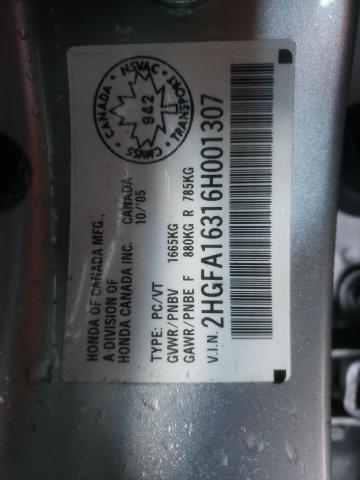 HONDA OF CANADA MFG.,
A DIVISION OF
HONDA CANADA INC. CANADA
10/'05
TYPE: PC/VT
GVWR/PNBV 1665KG
GAWR/PNBE F 880KG R 785KG
V.I.N. 2HGFA16316H001307
CANADA
NSVAC
TRANSPORT
CMVSS
942